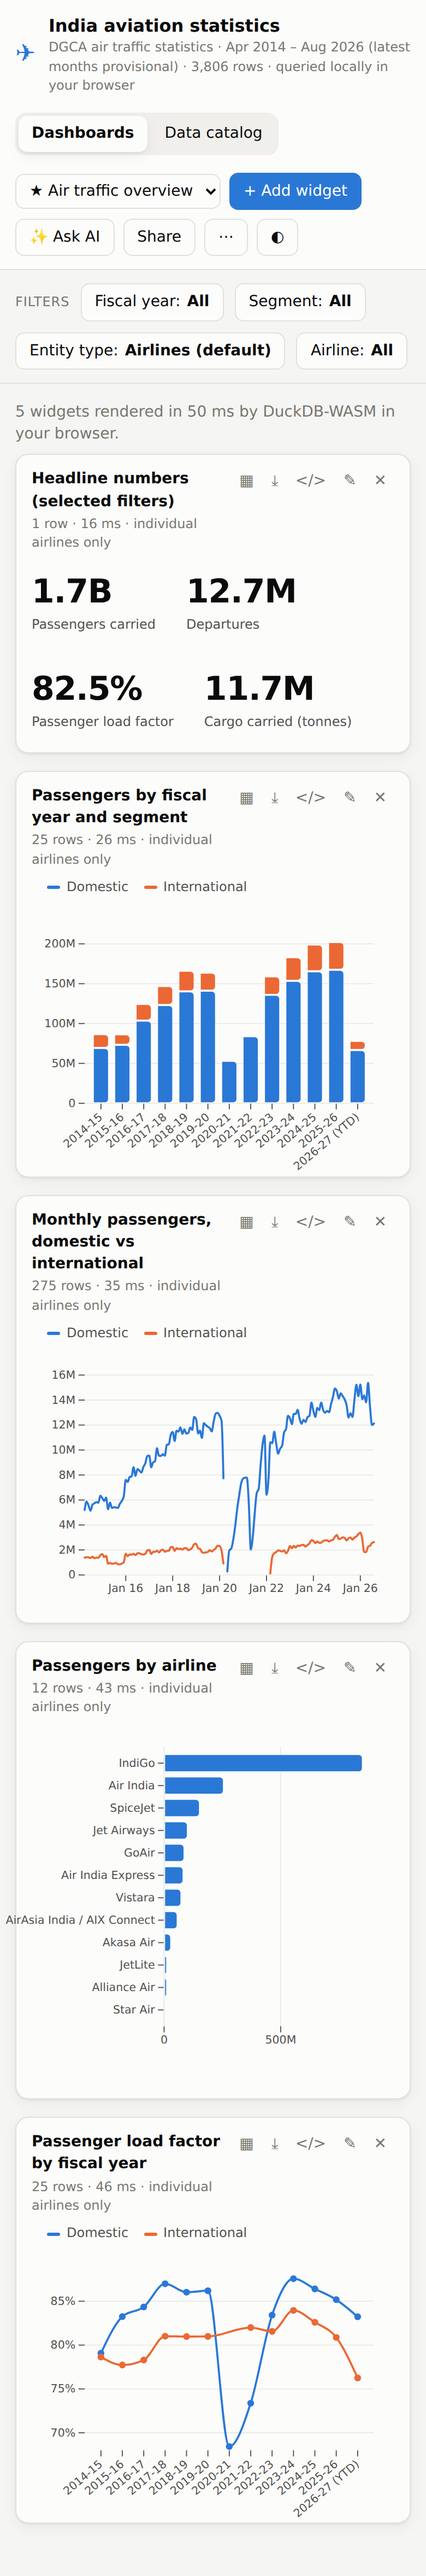 India aviation statistics
DGCA air traffic statistics · Apr 2014 – Aug 2026 (latest
months provisional) · 3,806 rows · queried locally in
your browser
Dashboards Data catalog
★ Air traffic overview + Add widget
✨ Ask AI Share ⋯ ◐
FILTERS Fiscal year: All Segment: All
Entity type: Airlines (default) Airline: All
5 widgets rendered in 50 ms by DuckDB-WASM in
your browser.
Headline numbers
(selected filters)
▦ ↓ </> ✎ ✕
1 row · 16 ms · individual
airlines only
1.7B 12.7M
Passengers carried Departures
82.5% 11.7M
Passenger load factor Cargo carried (tonnes)
Passengers by fiscal
year and segment
▦ ↓ </> ✎ ✕
25 rows · 26 ms · individual
airlines only
Domestic International
200M
150M
100M
50M
0
2014-15 2015-16 2016-17 2017-18 2018-19 2019-20 2020-21 2021-22 2022-23 2023-24 2024-25 2025-26 2026-27 (YTD)
Monthly passengers,
domestic vs
international
▦ ↓ </> ✎ ✕
275 rows · 35 ms · individual
airlines only
Domestic International
16M
14M
12M
10M
8M
6M
4M
2M
0
Jan 16 Jan 18 Jan 20 Jan 22 Jan 24 Jan 26
Passengers by airline
▦ ↓ </> ✎ ✕
12 rows · 43 ms · individual
airlines only
IndiGo
Air India
SpiceJet
Jet Airways
GoAir
Air India Express
Vistara
AirAsia India / AIX Connect
Akasa Air
JetLite
Alliance Air
Star Air
0 500M
Passenger load factor
by fiscal year
▦ ↓ </> ✎ ✕
25 rows · 46 ms · individual
airlines only
Domestic International
85%
80%
75%
70%
2014-15 2015-16 2016-17 2017-18 2018-19 2019-20 2020-21 2021-22 2022-23 2023-24 2024-25 2025-26 2026-27 (YTD)